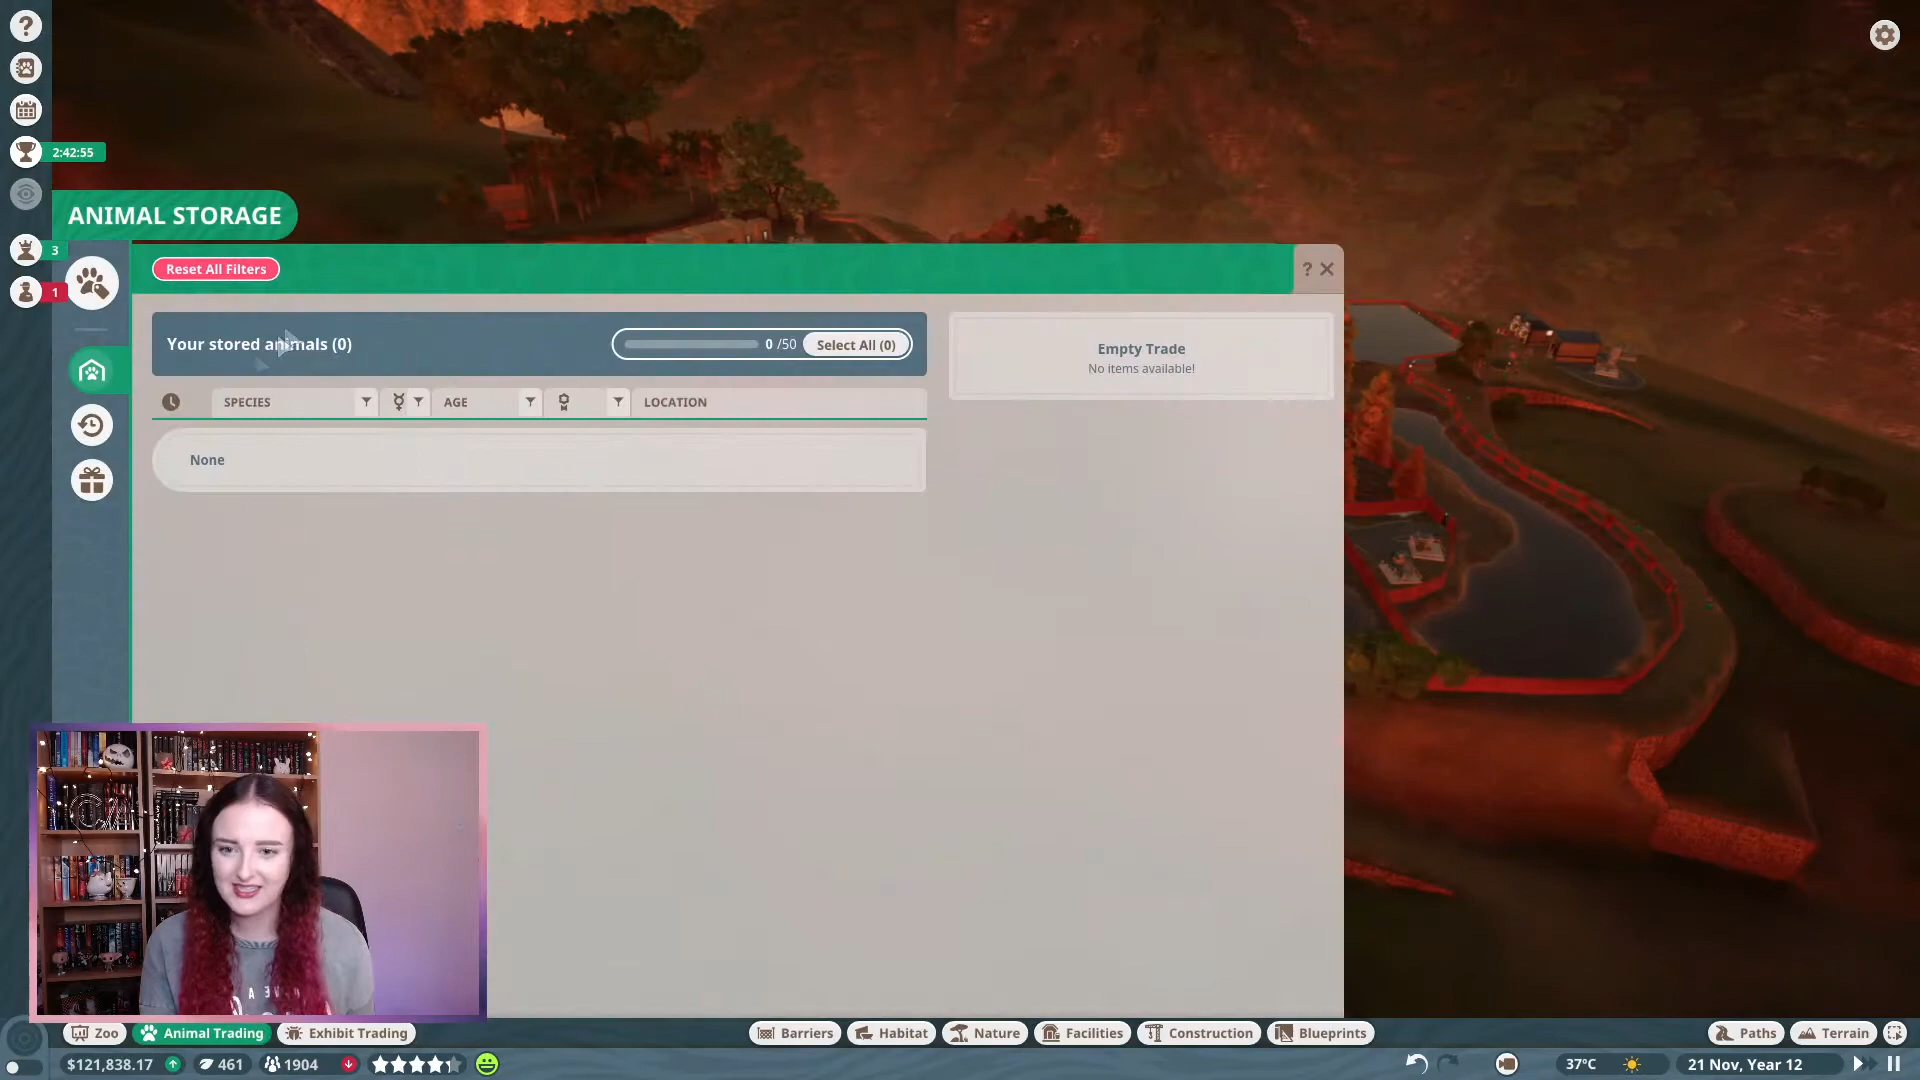 2:42:55
ANIMAL STORAGE
3
1
Reset All Filters
? ✕
Your stored animals (0)
0 /50
Select All (0)
Empty Trade
No items available!
SPECIES
AGE
LOCATION
None
Zoo
Animal Trading
Exhibit Trading
Barriers
Habitat
Nature
Facilities
Construction
Blueprints
Paths
Terrain
$121,838.17
461
1904
37°C
21 Nov, Year 12